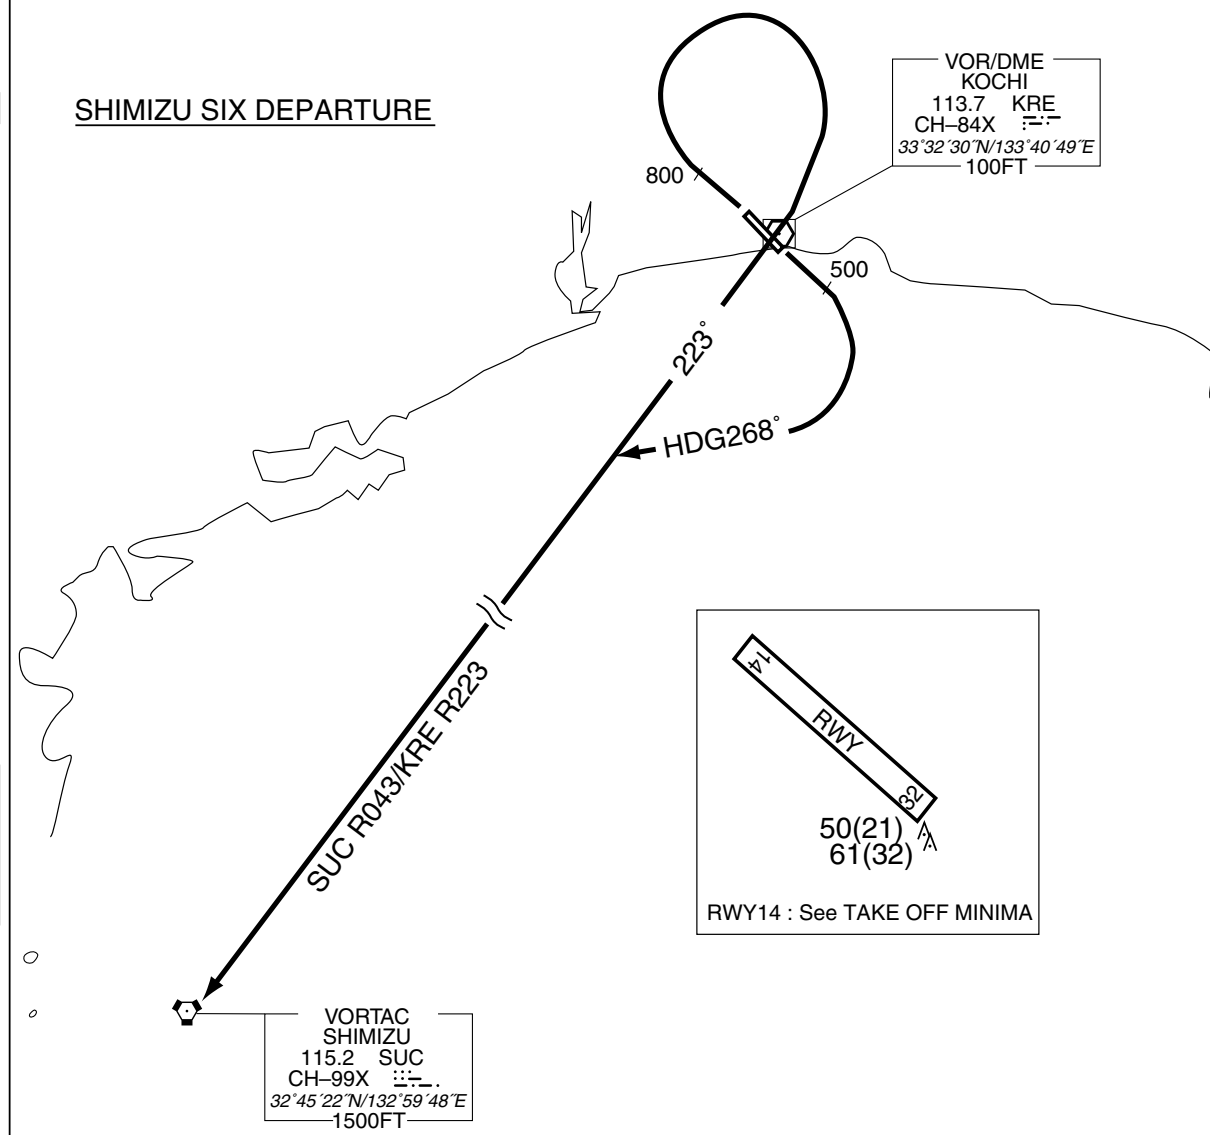 SHIMIZU SIX DEPARTURE
VOR/DME
KOCHI
113.7 KRE
CH–84X
33°32´30˝N/133°40´49˝E
100FT
800
500
223°
HDG268°
SUC R043/KRE R223
14
RWY
32
50(21)
61(32)
RWY14 : See TAKE OFF MINIMA
VORTAC
SHIMIZU
115.2 SUC
CH–99X
32°45´22˝N/132°59´48˝E
1500FT